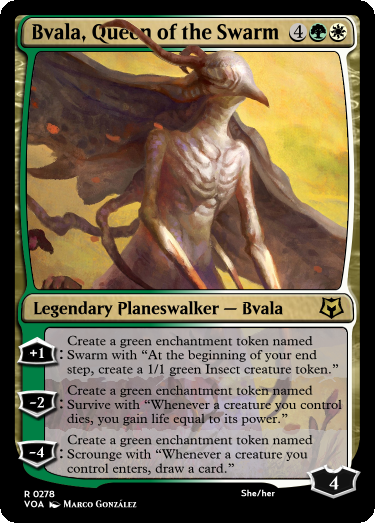 Bvala, Queen of the Swarm 4
Legendary Planeswalker — Bvala
+1: Create a green enchantment token named
Swarm with “At the beginning of your end
step, create a 1/1 green Insect creature token.”
-2: Create a green enchantment token named
Survive with “Whenever a creature you control
dies, you gain life equal to its power.”
-4: Create a green enchantment token named
Scrounge with “Whenever a creature you
control enters, draw a card.”
4
R 0278
She/her
VOA Marco González